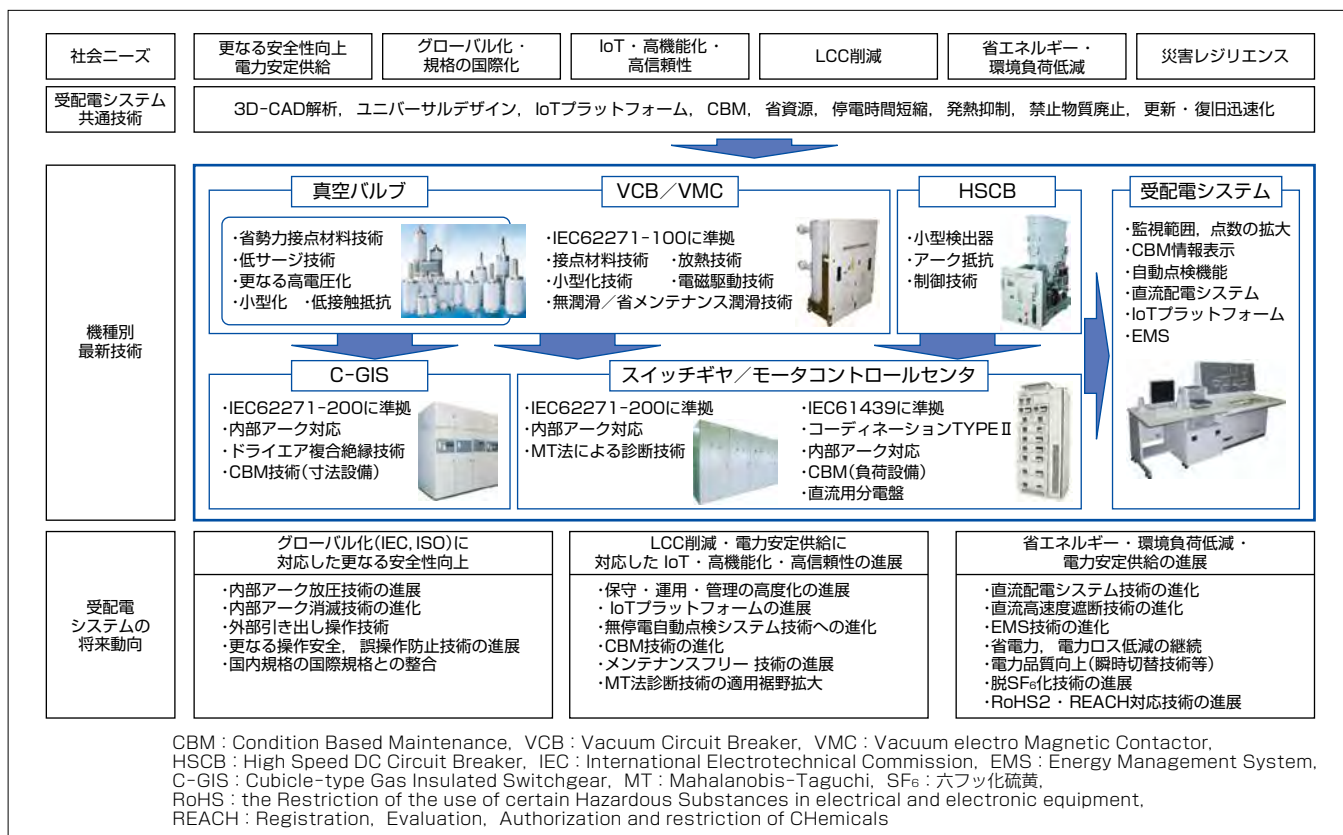 社会ニーズ
更なる安全性向上
電力安定供給
グローバル化・
規格の国際化
IoT・高機能化・
高信頼性
LCC削減
省エネルギー・
環境負荷低減
災害レジリエンス
受配電システム
共通技術
3D-CAD解析，ユニバーサルデザイン，IoTプラットフォーム，CBM，省資源，停電時間短縮，発熱抑制，禁止物質廃止，更新・復旧迅速化
機種別
最新技術
真空バルブ
・省勢力接点材料技術
・低サージ技術
・更なる高電圧化
・小型化　・低接触抵抗
VCB／VMC
・IEC62271-100に準拠
・接点材料技術　・放熱技術
・小型化技術　・電磁駆動技術
・無潤滑／省メンテナンス潤滑技術
HSCB
・小型検出器
・アーク抵抗
・制御技術
受配電システム
・監視範囲，点数の拡大
・CBM情報表示
・自動点検機能
・直流配電システム
・IoTプラットフォーム
・EMS
C-GIS
・IEC62271-200に準拠
・内部アーク対応
・ドライエア複合絶縁技術
・CBM技術（寸法設備）
スイッチギヤ／モータコントロールセンタ
・IEC62271-200に準拠
・内部アーク対応
・MT法による診断技術
・IEC61439に準拠
・コーディネーションTYPEⅡ
・内部アーク対応
・CBM（負荷設備）
・直流用分電盤
受配電
システムの
将来動向
グローバル化（IEC，ISO）に
対応した更なる安全性向上
・内部アーク放圧技術の進展
・内部アーク消滅技術の進化
・外部引き出し操作技術
・更なる操作安全，誤操作防止技術の進展
・国内規格の国際規格との整合
LCC削減・電力安定供給に
対応した IoT・高機能化・高信頼性の進展
・保守・運用・管理の高度化の進展
・IoTプラットフォームの進展
・無停電自動点検システム技術への進化
・CBM技術の進化
・メンテナンスフリー 技術の進展
・MT法診断技術の適用裾野拡大
省エネルギー・環境負荷低減・
電力安定供給の進展
・直流配電システム技術の進化
・直流高速度遮断技術の進化
・EMS技術の進化
・省電力，電力ロス低減の継続
・電力品質向上（瞬時切替技術等）
・脱SF₆化技術の進展
・RoHS2・REACH対応技術の進展
CBM：Condition Based Maintenance，VCB：Vacuum Circuit Breaker，VMC：Vacuum electro Magnetic Contactor，
HSCB：High Speed DC Circuit Breaker，IEC：International Electrotechnical Commission，EMS：Energy Management System，
C-GIS：Cubicle-type Gas Insulated Switchgear，MT：Mahalanobis-Taguchi，SF₆：六フッ化硫黄，
RoHS：the Restriction of the use of certain Hazardous Substances in electrical and electronic equipment，
REACH：Registration，Evaluation，Authorization and restriction of CHemicals